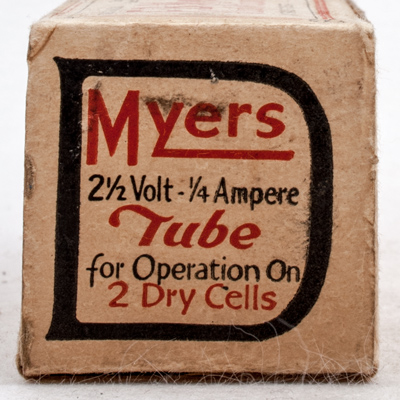 Myers
2½ Volt - ¼ Ampere
Tube
for Operation On
2 Dry Cells